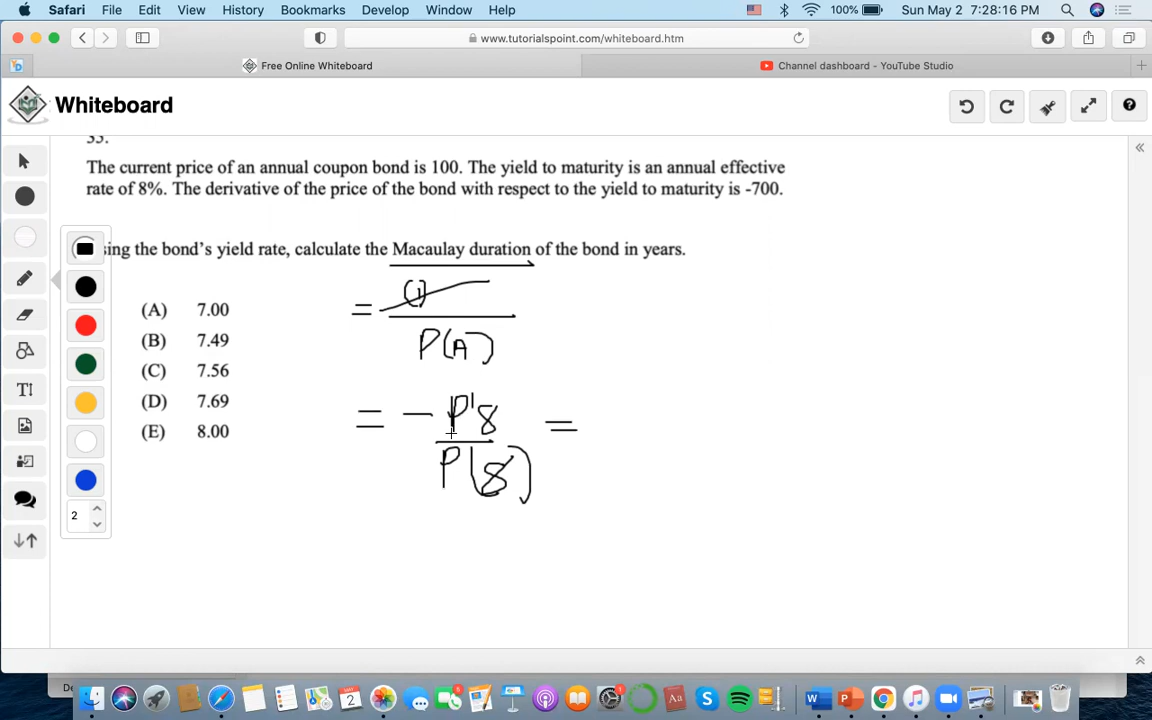 Safari File Edit View History Bookmarks Develop Window Help 100% Sun May 2 7:28:16 PM
www.tutorialspoint.com/whiteboard.htm
Free Online Whiteboard Channel dashboard - YouTube Studio
Whiteboard
The current price of an annual coupon bond is 100. The yield to maturity is an annual effective
rate of 8%. The derivative of the price of the bond with respect to the yield to maturity is -700.
sing the bond's yield rate, calculate the Macaulay duration of the bond in years.
(A) 7.00
(B) 7.49
(C) 7.56
(D) 7.69
(E) 8.00
=
P(A)
= - P'8 =
P(8)
T
2